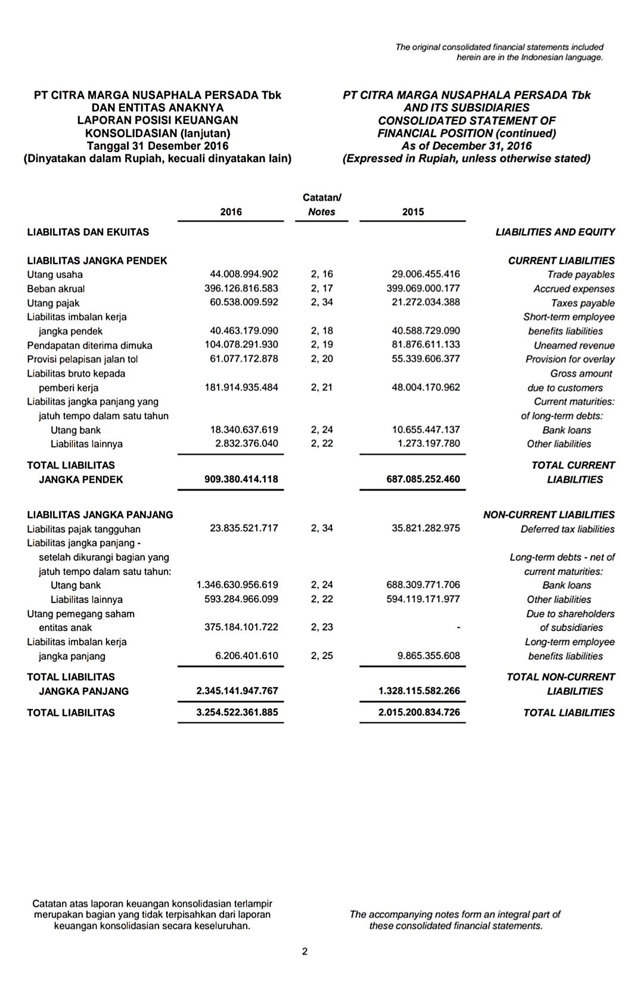 The original consolidated financial statements included
herein are in the Indonesian language.
PT CITRA MARGA NUSAPHALA PERSADA Tbk
DAN ENTITAS ANAKNYA
LAPORAN POSISI KEUANGAN
KONSOLIDASIAN (lanjutan)
Tanggal 31 Desember 2016
(Dinyatakan dalam Rupiah, kecuali dinyatakan lain)
PT CITRA MARGA NUSAPHALA PERSADA Tbk
AND ITS SUBSIDIARIES
CONSOLIDATED STATEMENT OF
FINANCIAL POSITION (continued)
As of December 31, 2016
(Expressed in Rupiah, unless otherwise stated)
Catatan/
2016 Notes 2015
LIABILITAS DAN EKUITAS LIABILITIES AND EQUITY
LIABILITAS JANGKA PENDEK CURRENT LIABILITIES
Utang usaha 44.008.994.902 2, 16 29.006.455.416 Trade payables
Beban akrual 396.126.816.583 2, 17 399.069.000.177 Accrued expenses
Utang pajak 60.538.009.592 2, 34 21.272.034.388 Taxes payable
Liabilitas imbalan kerja Short-term employee
jangka pendek 40.463.179.090 2, 18 40.588.729.090 benefits liabilities
Pendapatan diterima dimuka 104.078.291.930 2, 19 81.876.611.133 Unearned revenue
Provisi pelapisan jalan tol 61.077.172.878 2, 20 55.339.606.377 Provision for overlay
Liabilitas bruto kepada Gross amount
pemberi kerja 181.914.935.484 2, 21 48.004.170.962 due to customers
Liabilitas jangka panjang yang Current maturities:
jatuh tempo dalam satu tahun of long-term debts:
Utang bank 18.340.637.619 2, 24 10.655.447.137 Bank loans
Liabilitas lainnya 2.832.376.040 2, 22 1.273.197.780 Other liabilities
TOTAL LIABILITAS TOTAL CURRENT
JANGKA PENDEK 909.380.414.118 687.085.252.460 LIABILITIES
LIABILITAS JANGKA PANJANG NON-CURRENT LIABILITIES
Liabilitas pajak tangguhan 23.835.521.717 2, 34 35.821.282.975 Deferred tax liabilities
Liabilitas jangka panjang -
setelah dikurangi bagian yang Long-term debts - net of
jatuh tempo dalam satu tahun: current maturities:
Utang bank 1.346.630.956.619 2, 24 688.309.771.706 Bank loans
Liabilitas lainnya 593.284.966.099 2, 22 594.119.171.977 Other liabilities
Utang pemegang saham Due to shareholders
entitas anak 375.184.101.722 2, 23 - of subsidiaries
Liabilitas imbalan kerja Long-term employee
jangka panjang 6.206.401.610 2, 25 9.865.355.608 benefits liabilities
TOTAL LIABILITAS TOTAL NON-CURRENT
JANGKA PANJANG 2.345.141.947.767 1.328.115.582.266 LIABILITIES
TOTAL LIABILITAS 3.254.522.361.885 2.015.200.834.726 TOTAL LIABILITIES
Catatan atas laporan keuangan konsolidasian terlampir
merupakan bagian yang tidak terpisahkan dari laporan
keuangan konsolidasian secara keseluruhan.
The accompanying notes form an integral part of
these consolidated financial statements.
2